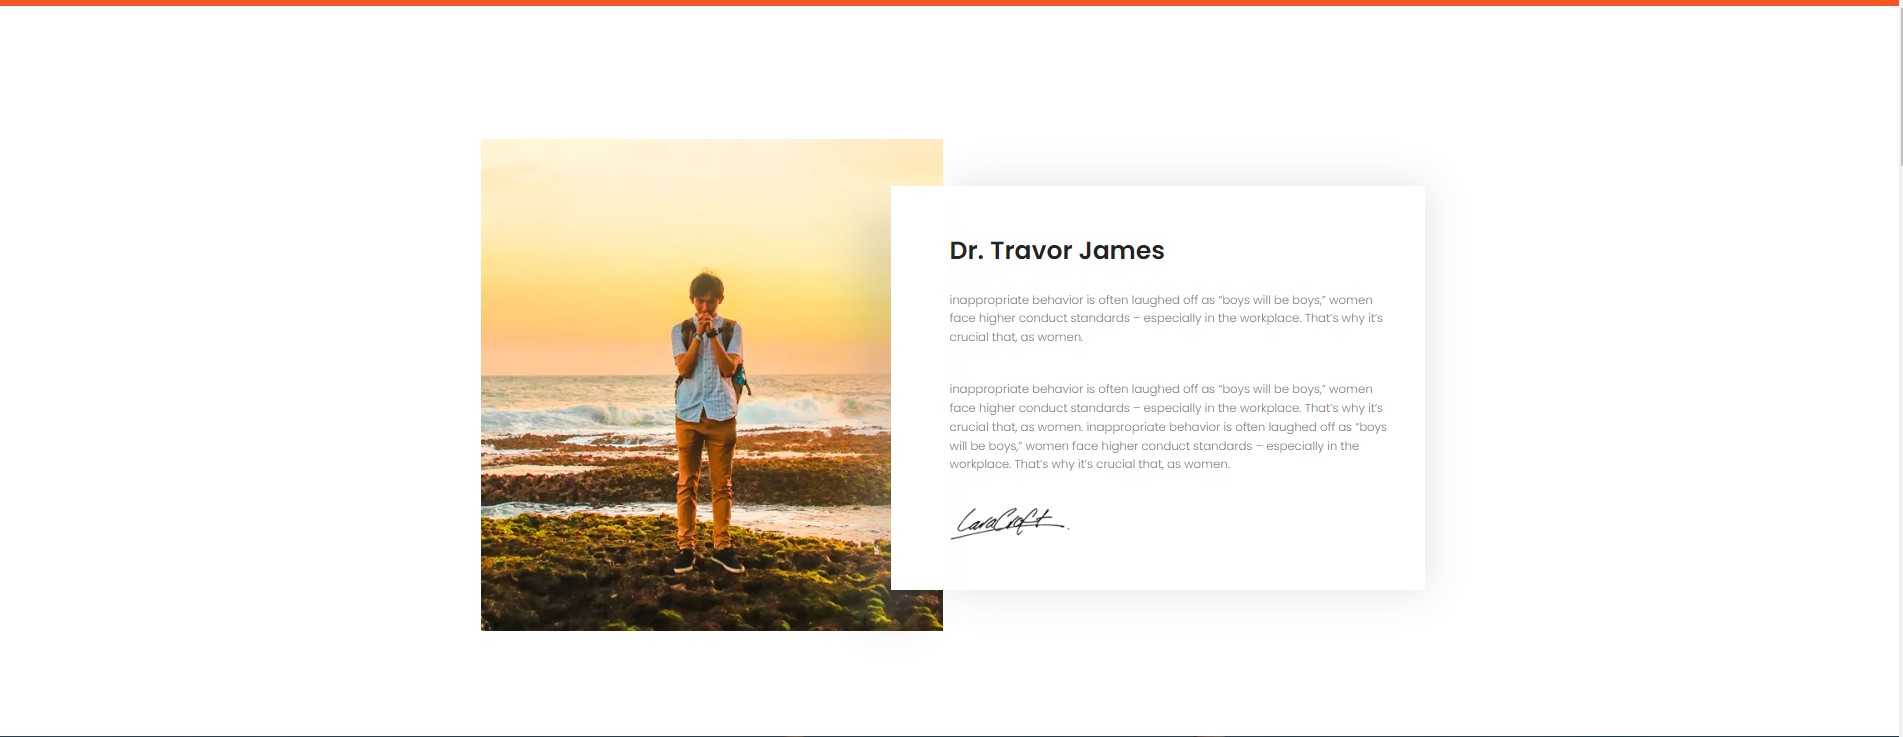 Dr. Travor James
inappropriate behavior is often laughed off as “boys will be boys,” women
face higher conduct standards – especially in the workplace. That’s why it’s
crucial that, as women.
inappropriate behavior is often laughed off as “boys will be boys,” women
face higher conduct standards – especially in the workplace. That’s why it’s
crucial that, as women. inappropriate behavior is often laughed off as “boys
will be boys,” women face higher conduct standards – especially in the
workplace. That’s why it’s crucial that, as women.
LaraCroft.